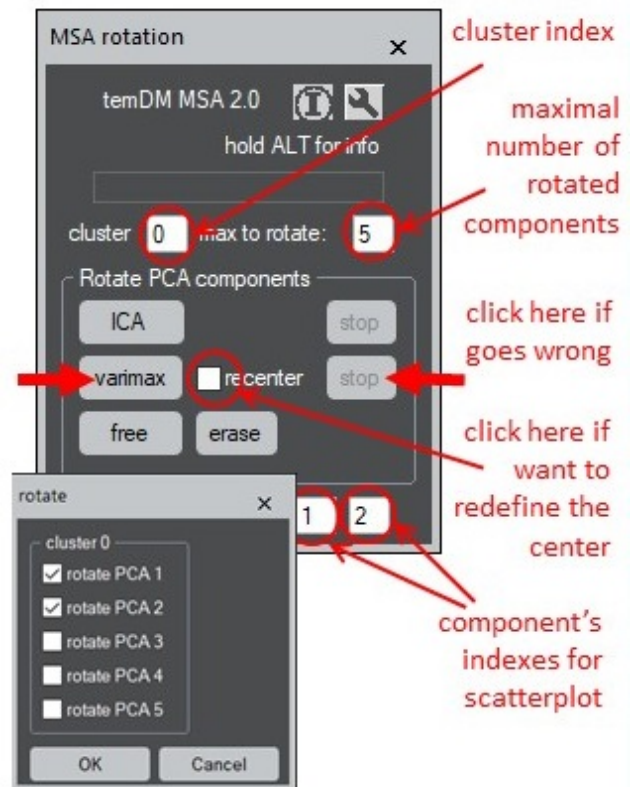 MSA rotation
×
temDM MSA 2.0
hold ALT for info
cluster 0 max to rotate: 5
Rotate PCA components
ICA
stop
varimax
recenter
stop
free
erase
1 2
rotate
×
cluster 0
rotate PCA 1
rotate PCA 2
rotate PCA 3
rotate PCA 4
rotate PCA 5
OK
Cancel
cluster index
maximal
number of
rotated
components
click here if
goes wrong
click here if
want to
redefine the
center
component's
indexes for
scatterplot